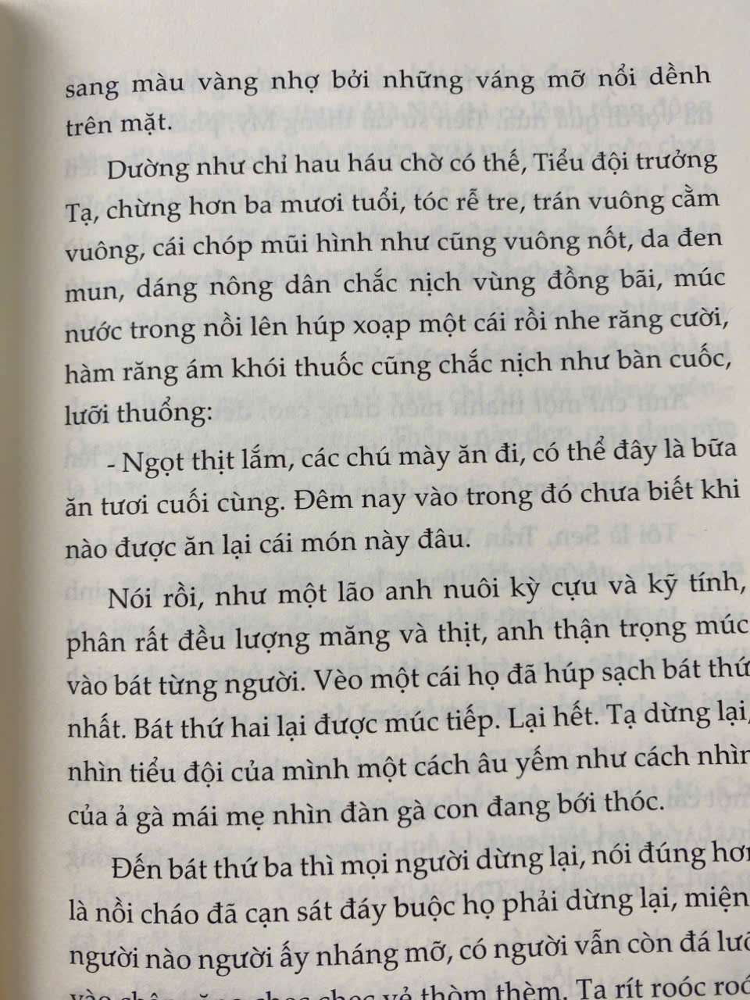 sang màu vàng nhợ bởi những váng mỡ nổi dềnh
trên mặt.
Dường như chỉ hau háu chờ có thế, Tiểu đội trưởng
Tạ, chừng hơn ba mươi tuổi, tóc rễ tre, trán vuông cằm
vuông, cái chóp mũi hình như cũng vuông nốt, da đen
mun, dáng nông dân chắc nịch vùng đồng bãi, múc
nước trong nồi lên húp xoạp một cái rồi nhe răng cười,
hàm răng ám khói thuốc cũng chắc nịch như bàn cuốc,
lưỡi thuổng:
- Ngọt thịt lắm, các chú mày ăn đi, có thể đây là bữa
ăn tươi cuối cùng. Đêm nay vào trong đó chưa biết khi
nào được ăn lại cái món này đâu.
Nói rồi, như một lão anh nuôi kỳ cựu và kỹ tính,
phân rất đều lượng măng và thịt, anh thận trọng múc
vào bát từng người. Vèo một cái họ đã húp sạch bát thứ
nhất. Bát thứ hai lại được múc tiếp. Lại hết. Tạ dừng lại,
nhìn tiểu đội của mình một cách âu yếm như cách nhìn
của ả gà mái mẹ nhìn đàn gà con đang bới thóc.
Đến bát thứ ba thì mọi người dừng lại, nói đúng hơn
là nồi cháo đã cạn sát đáy buộc họ phải dừng lại, miện
người nào người ấy nháng mỡ, có người vẫn còn đá lưỡ
vẻ thòm thèm. Tạ rít roóc